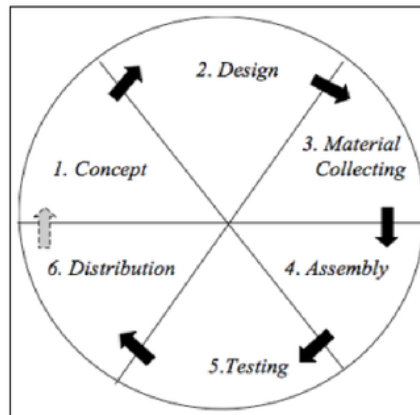 1. Concept
2. Design
3. Material
Collecting
4. Assembly
5.Testing
6. Distribution